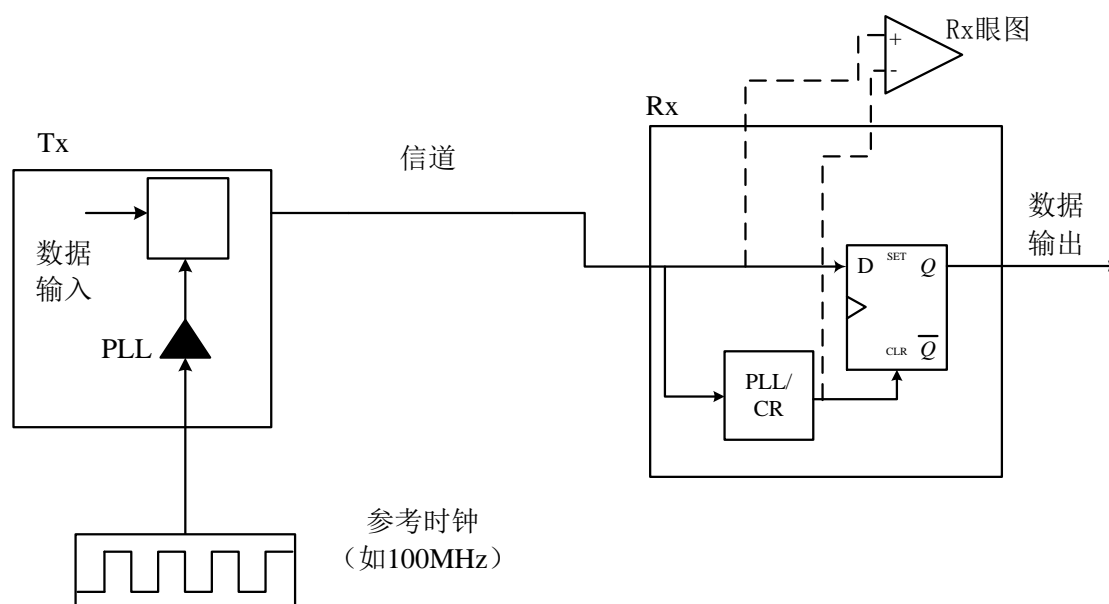 Rx眼图
+
-
Rx
Tx
信道
数据
输出
数据
输入
D
SET
Q
PLL
PLL/
CR
CLR
Q̅
参考时钟
（如100MHz）